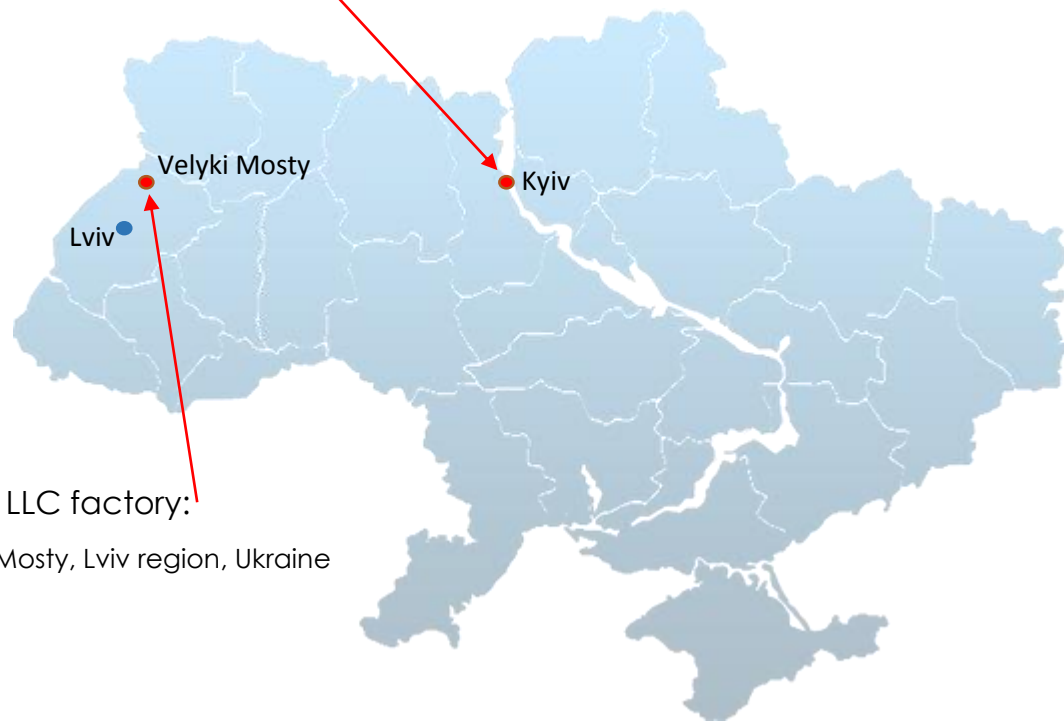 Velyki Mosty
Kyiv
Lviv
LLC factory:
Mosty, Lviv region, Ukraine